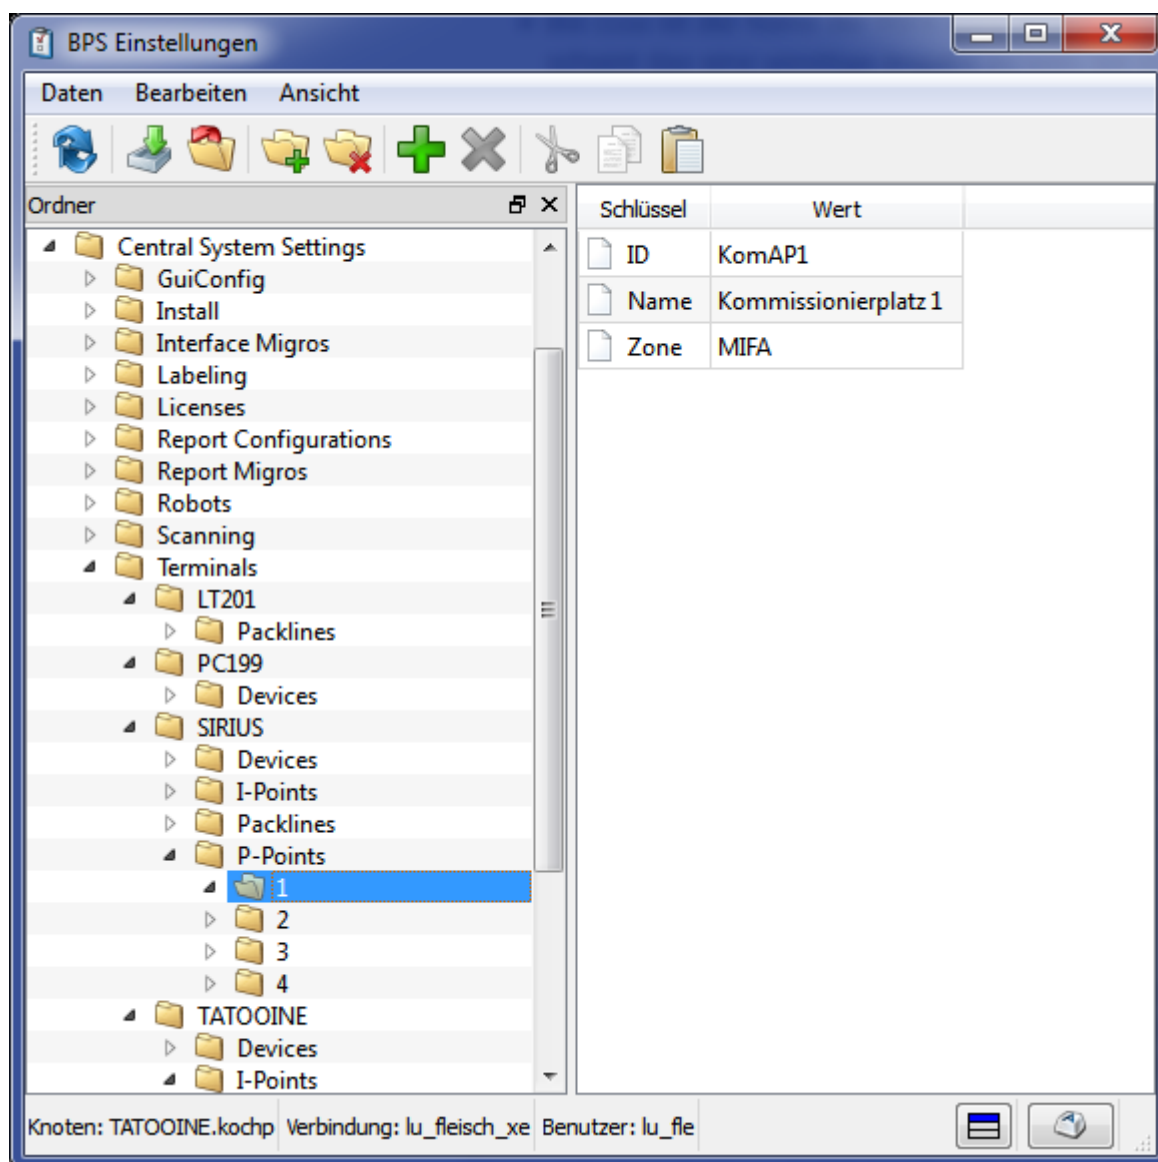 BPS Einstellungen
Daten Bearbeiten Ansicht
Ordner
Schlüssel Wert
Central System Settings
GuiConfig
Install
Interface Migros
Labeling
Licenses
Report Configurations
Report Migros
Robots
Scanning
Terminals
LT201
Packlines
PC199
Devices
SIRIUS
Devices
I-Points
Packlines
P-Points
1
2
3
4
TATOOINE
Devices
I-Points
ID KomAP1
Name Kommissionierplatz 1
Zone MIFA
Knoten: TATOOINE.kochp Verbindung: lu_fleisch_xe Benutzer: lu_fle